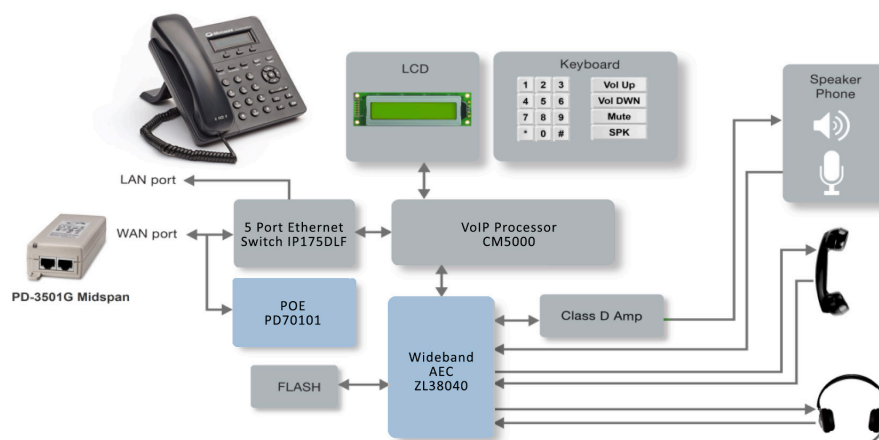 LCD
Keyboard
1 2 3 Vol Up
4 5 6 Vol DWN
7 8 9 Mute
* 0 # SPK
Speaker
Phone
LAN port
WAN port
5 Port Ethernet
Switch IP175DLF
VoIP Processor
CM5000
PD-3501G Midspan
POE
PD70101
Class D Amp
Wideband
AEC
ZL38040
FLASH